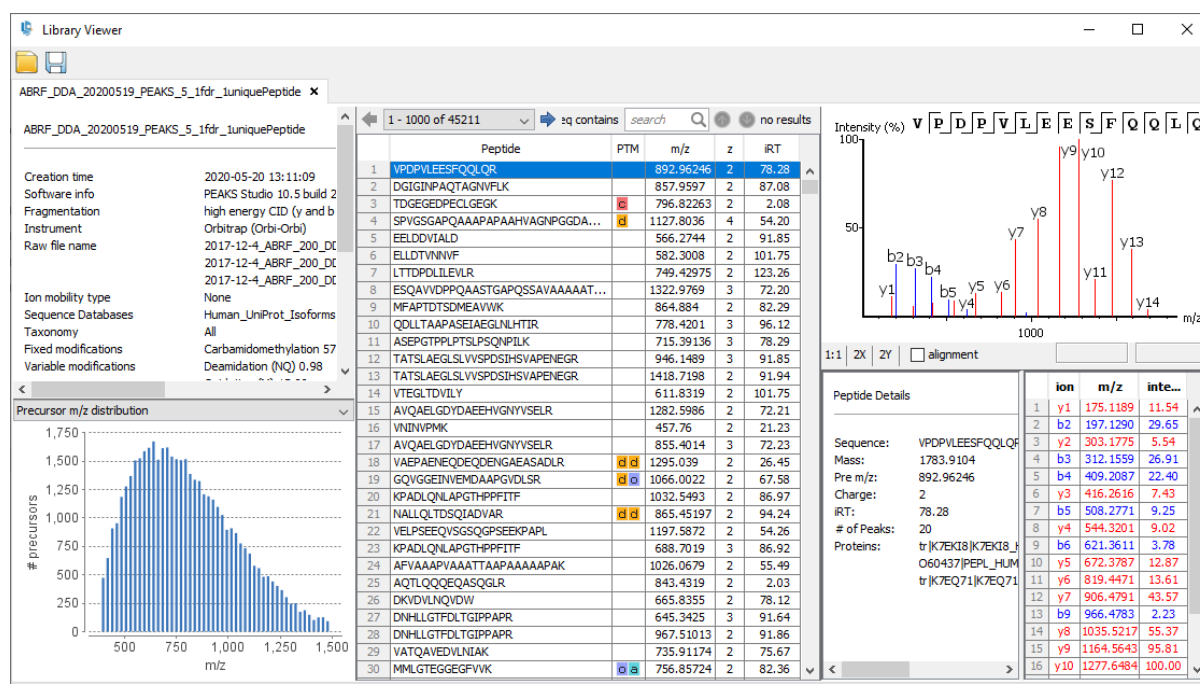 Library Viewer
ABRF_DDA_20200519_PEAKS_5_1fdr_1uniquePeptide
ABRF_DDA_20200519_PEAKS_5_1fdr_1uniquePeptide
Creation time 2020-05-20 13:11:09
Software info PEAKS Studio 10.5 build 2
Fragmentation high energy CID (y and b
Instrument Orbitrap (Orbi-Orbi)
Raw file name 2017-12-4_ABRF_200_DD
2017-12-4_ABRF_200_DD
2017-12-4_ABRF_200_DD
Ion mobility type None
Sequence Databases Human_UniProt_Isoforms
Taxonomy All
Fixed modifications Carbamidomethylation 57
Variable modifications Deamidation (NQ) 0.98
Precursor m/z distribution
1,750
1,500
1,250
1,000
750
500
250
0
# precursors
500 750 1,000 1,250 1,500
m/z
1 - 1000 of 45211 eq contains search no results
Peptide PTM m/z z iRT
1 VPDPVLEESFQQLQR 892.96246 2 78.28
2 DGIGINPAQTAGNVFLK 857.9597 2 87.08
3 TDGEGEDPECLGEGK c 796.82263 2 2.08
4 SPVGSGAPQAAAPAPAAHVAGNPGGDA... d 1127.8036 4 54.20
5 EELDDVIALD 566.2744 2 91.85
6 ELLDTVNNVF 582.3008 2 101.75
7 LTTDPDLILEVLR 749.42975 2 123.26
8 ESQAVVDPPQAASTGAPQSSAVAAAAAT... 1322.9769 3 72.20
9 MFAPTDTSDMEAVWK 864.884 2 82.29
10 QDLLTAAPASEIAEGLNLHTIR 778.4201 3 96.12
11 ASEPGTPPLPTSLPSQNPILK 715.39136 3 78.29
12 TATSLAEGLSLVVSPDSIHSVAPENEGR 946.1489 3 91.85
13 TATSLAEGLSLVVSPDSIHSVAPENEGR 1418.7198 2 91.94
14 VTEGLTDVILY 611.8319 2 101.75
15 AVQAELGDYDAEEHVGNYVSELR 1282.5986 2 72.21
16 VNINVPMK 457.76 2 21.23
17 AVQAELGDYDAEEHVGNYVSELR 855.4014 3 72.23
18 VAEPAENEQDEQDENGAEASADLR d d 1295.039 2 26.45
19 GQVGGEINVEMDAAPGVDLSR d o 1066.0022 2 67.58
20 KPADLQNLAPGTHPPFITF 1032.5493 2 86.97
21 NALLQLTDSQIADVAR d d 865.45197 2 94.24
22 VELPSEEQVSGSQGPSEEKPAPL 1197.5872 2 54.26
23 KPADLQNLAPGTHPPFITF 688.7019 3 86.92
24 AFVAAAPVAAATTAAPAAAAAPAK 1026.0679 2 55.49
25 AQTLQQQEQASQGLR 843.4319 2 2.03
26 DKVDVLNQVDW 665.8355 2 78.12
27 DNHLLGTFDLTGIPPAPR 645.3425 3 91.64
28 DNHLLGTFDLTGIPPAPR 967.51013 2 91.86
29 VATQAVEDVLNIAK 735.91174 2 75.67
30 MMLGTEGGEGFVVK o a 756.85724 2 82.36
Intensity (%) V P D P V L E E S F Q Q L Q
100
50
y1 b2 b3 b4 b5 y4 y5 y6 y7 y8 y9 y10 y11 y12 y13 y14
1000
m/z
1:1 2X 2Y alignment
Peptide Details
Sequence: VPDPVLEESFQQLQR
Mass: 1783.9104
Pre m/z: 892.96246
Charge: 2
iRT: 78.28
# of Peaks: 20
Proteins: tr|K7EKI8|K7EKI8_H
O60437|PEPL_HUM
tr|K7EQ71|K7EQ71
ion m/z inte...
1 y1 175.1189 11.54
2 b2 197.1290 29.65
3 y2 303.1775 5.54
4 b3 312.1559 26.91
5 b4 409.2087 22.40
6 y3 416.2616 7.43
7 b5 508.2771 9.25
8 y4 544.3201 9.02
9 b6 621.3611 3.78
10 y5 672.3787 12.87
11 y6 819.4471 13.61
12 y7 906.4791 43.57
13 b9 966.4783 2.23
14 y8 1035.5217 55.37
15 y9 1164.5643 95.81
16 y10 1277.6484 100.00